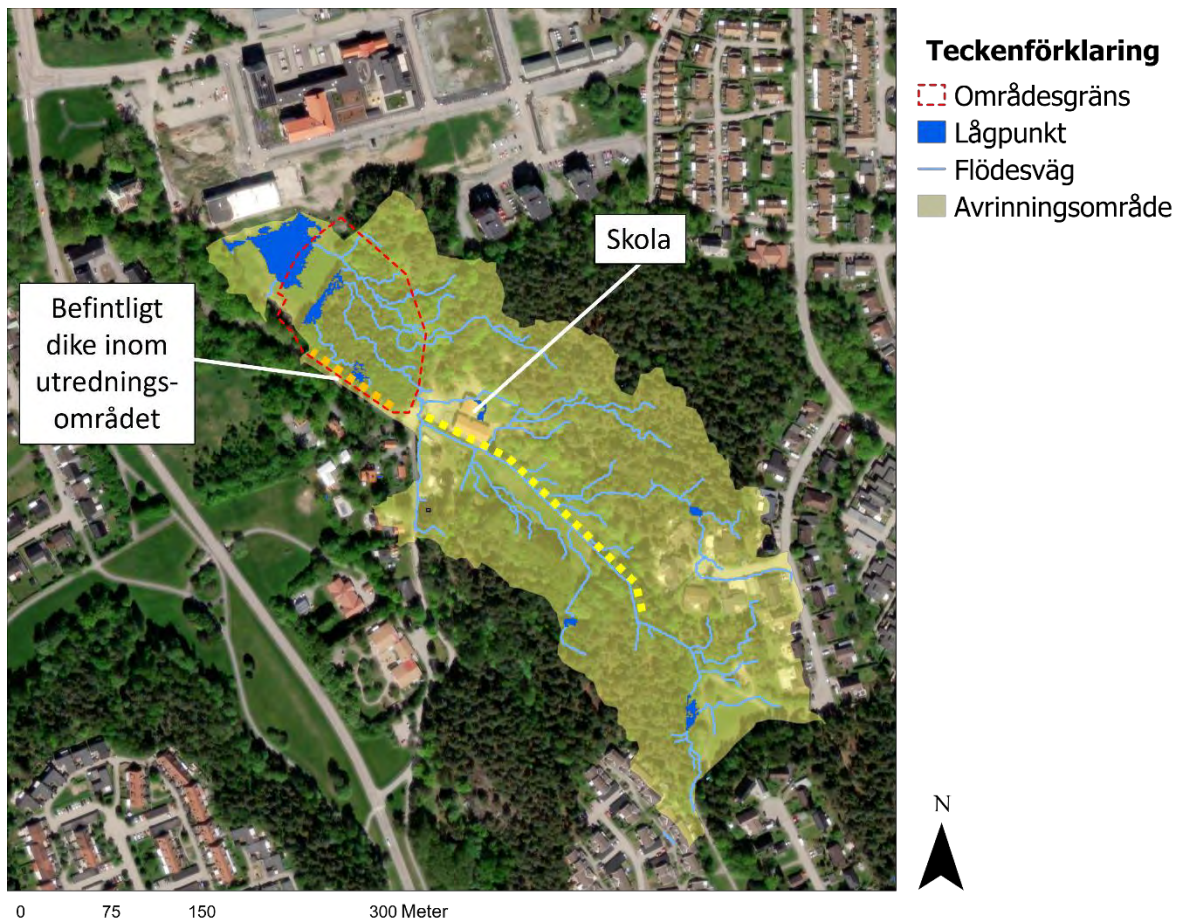 Teckenförklaring
Områdesgräns
Lågpunkt
Flödesväg
Avrinningsområde
Skola
Befintligt
dike inom
utrednings-
området
N
0 75 150 300 Meter